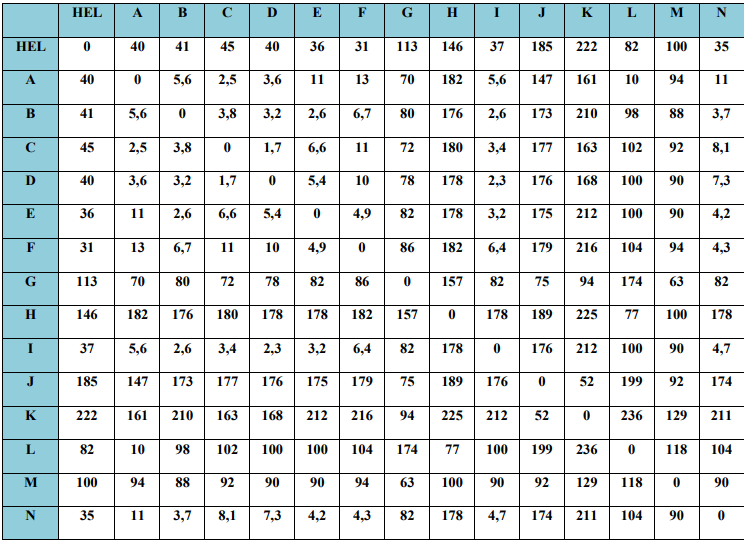 HEL A B C D E F G H I J K L M N
HEL 0 40 41 45 40 36 31 113 146 37 185 222 82 100 35
A 40 0 5,6 2,5 3,6 11 13 70 182 5,6 147 161 10 94 11
B 41 5,6 0 3,8 3,2 2,6 6,7 80 176 2,6 173 210 98 88 3,7
C 45 2,5 3,8 0 1,7 6,6 11 72 180 3,4 177 163 102 92 8,1
D 40 3,6 3,2 1,7 0 5,4 10 78 178 2,3 176 168 100 90 7,3
E 36 11 2,6 6,6 5,4 0 4,9 82 178 3,2 175 212 100 90 4,2
F 31 13 6,7 11 10 4,9 0 86 182 6,4 179 216 104 94 4,3
G 113 70 80 72 78 82 86 0 157 82 75 94 174 63 82
H 146 182 176 180 178 178 182 157 0 178 189 225 77 100 178
I 37 5,6 2,6 3,4 2,3 3,2 6,4 82 178 0 176 212 100 90 4,7
J 185 147 173 177 176 175 179 75 189 176 0 52 199 92 174
K 222 161 210 163 168 212 216 94 225 212 52 0 236 129 211
L 82 10 98 102 100 100 104 174 77 100 199 236 0 118 104
M 100 94 88 92 90 90 94 63 100 90 92 129 118 0 90
N 35 11 3,7 8,1 7,3 4,2 4,3 82 178 4,7 174 211 104 90 0